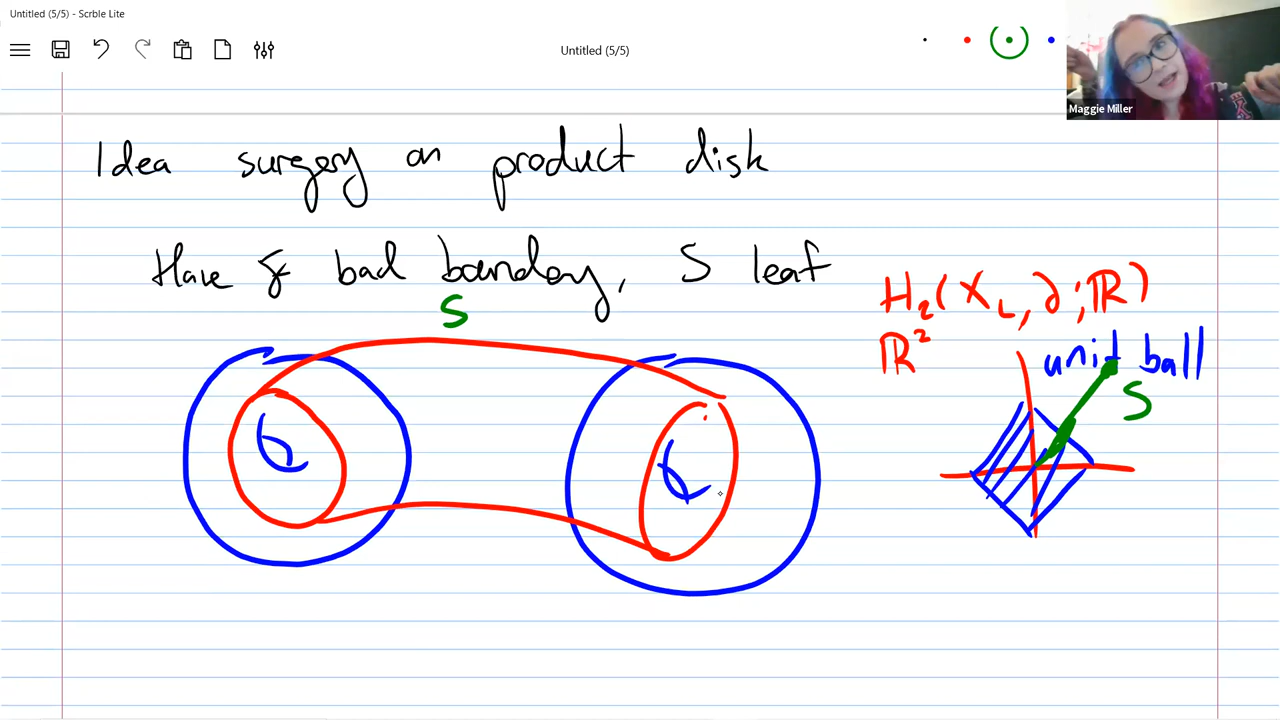 Untitled (5/5) - Scrble Lite
Untitled (5/5)
Maggie Miller
Idea surgery on product disk
Have F bad boundary, S leaf
S
H₂(X_L, ∂; ℝ)
ℝ²
unit ball
S